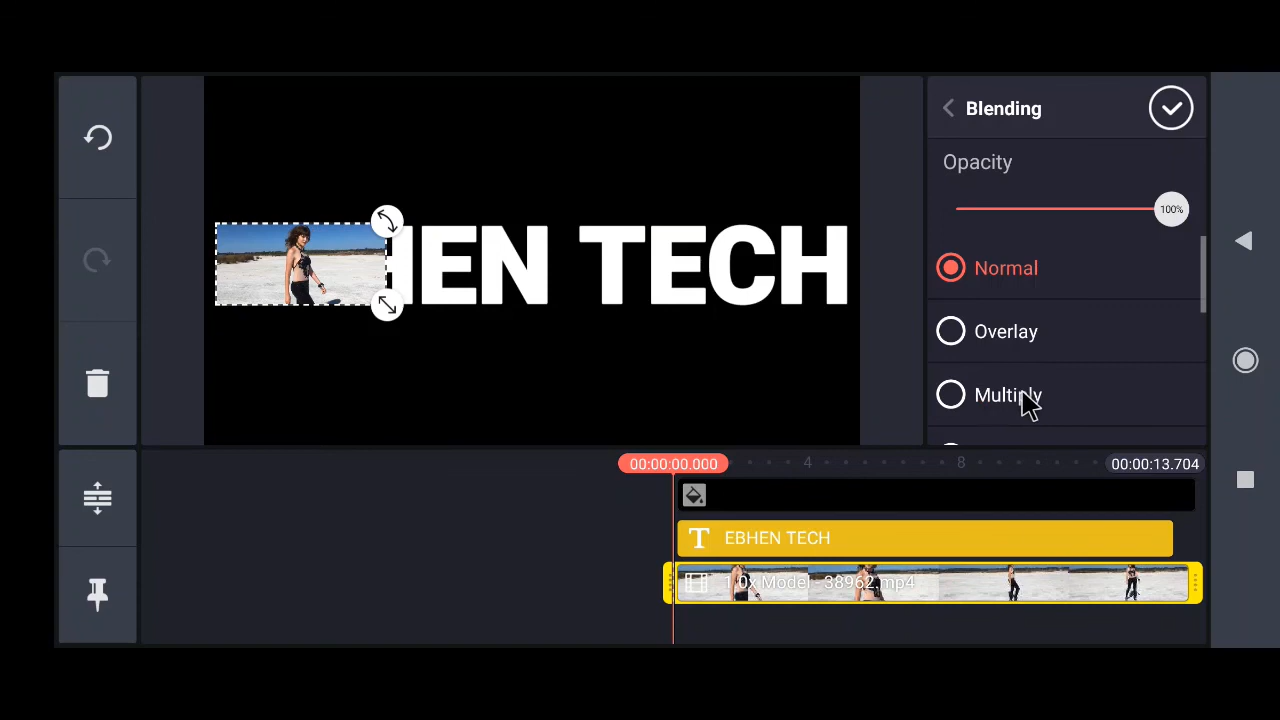 Blending
Opacity
100%
Normal
HEN TECH
Overlay
Multiply
00:00:00.000
4
8
00:00:13.704
T EBHEN TECH
1.0x Model - 38962.mp4